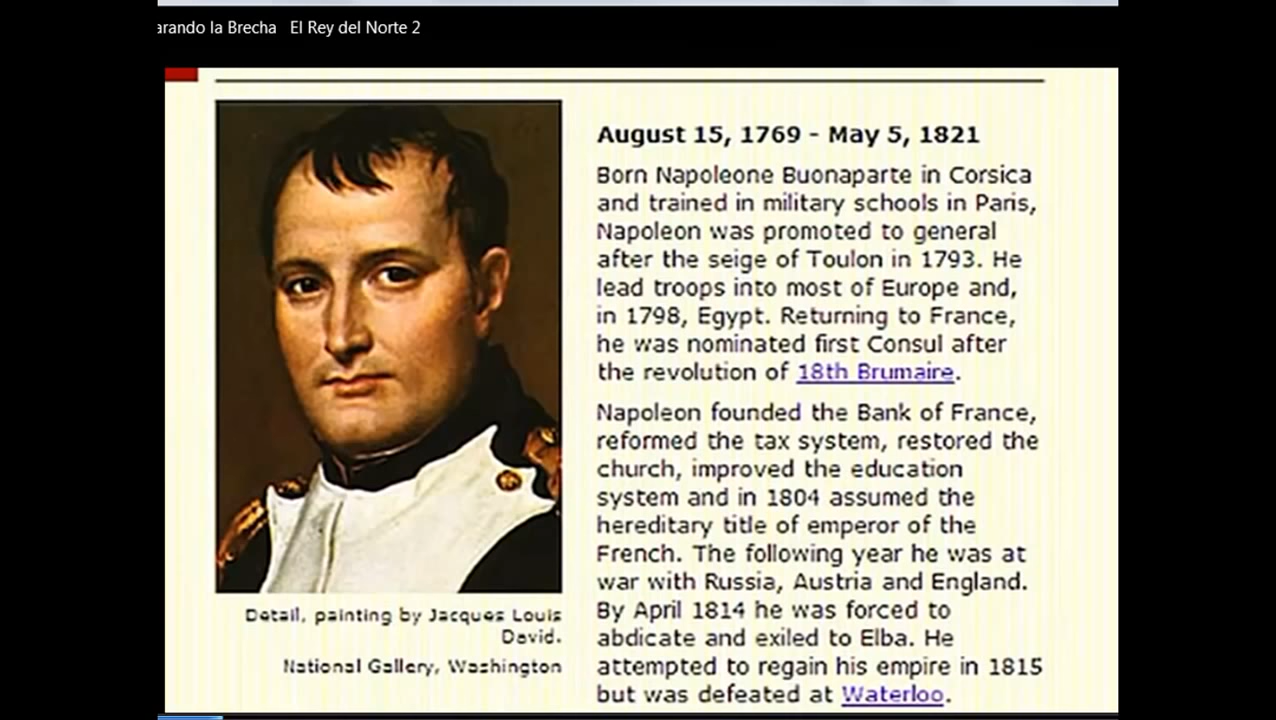 arando la Brecha El Rey del Norte 2
August 15, 1769 - May 5, 1821
Born Napoleone Buonaparte in Corsica
and trained in military schools in Paris,
Napoleon was promoted to general
after the seige of Toulon in 1793. He
lead troops into most of Europe and,
in 1798, Egypt. Returning to France,
he was nominated first Consul after
the revolution of 18th Brumaire.
Napoleon founded the Bank of France,
reformed the tax system, restored the
church, improved the education
system and in 1804 assumed the
hereditary title of emperor of the
French. The following year he was at
war with Russia, Austria and England.
By April 1814 he was forced to
abdicate and exiled to Elba. He
attempted to regain his empire in 1815
but was defeated at Waterloo.
Detail, painting by Jacques Louis
David.
National Gallery, Washington